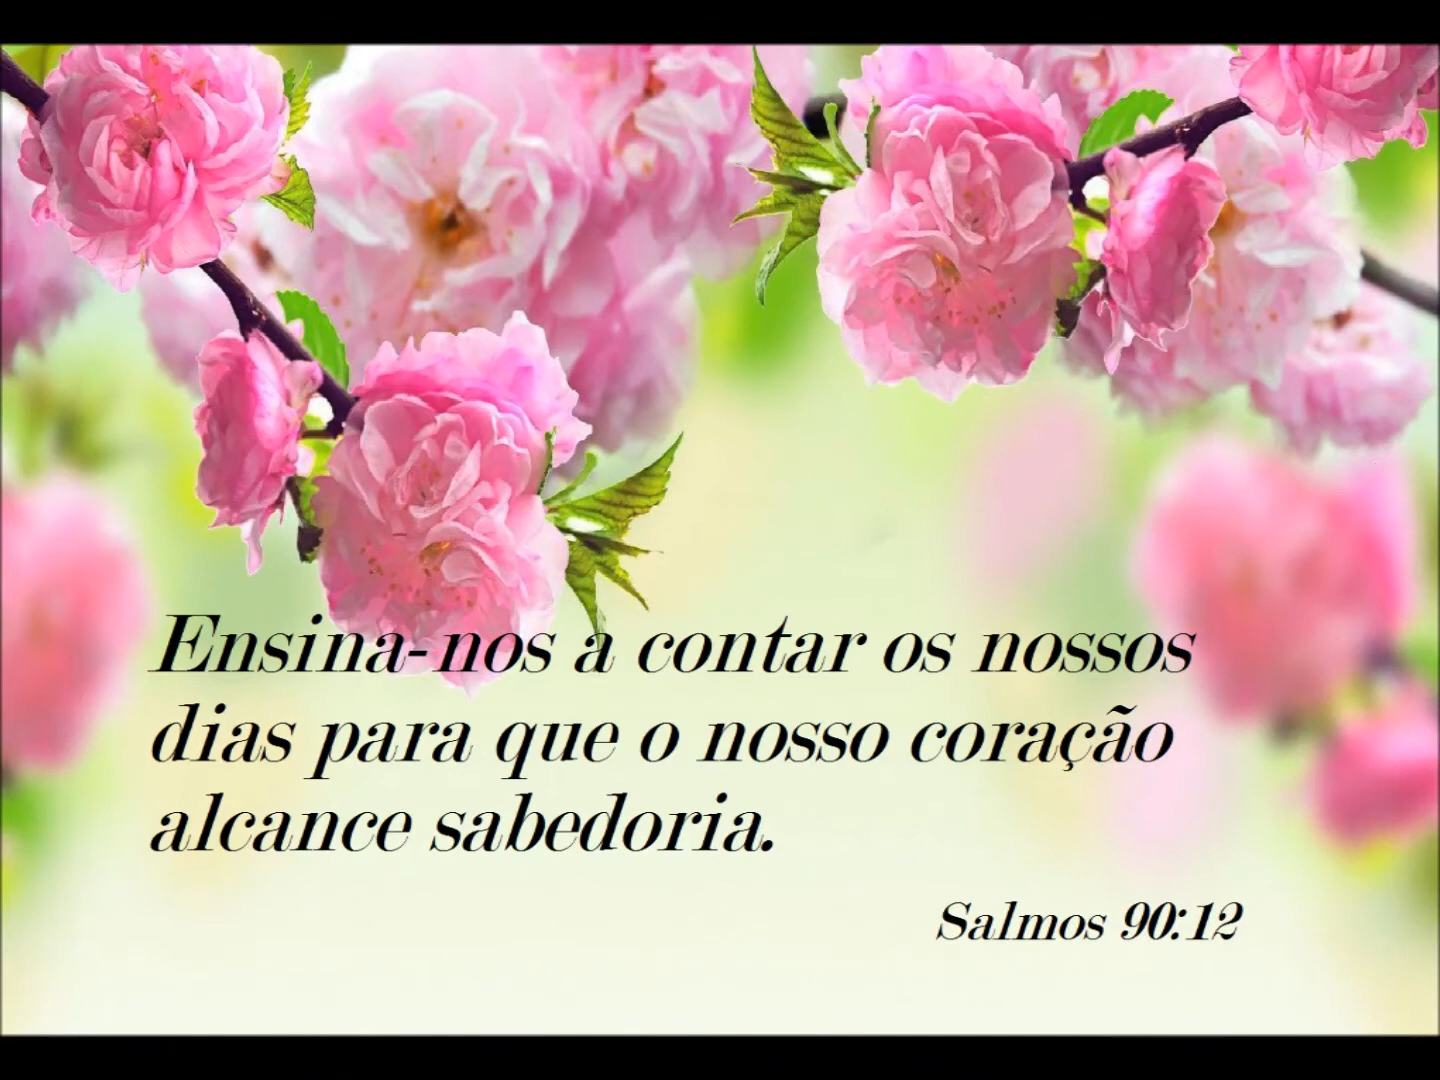 Ensina-nos a contar os nossos
dias para que o nosso coração
alcance sabedoria.
Salmos 90:12